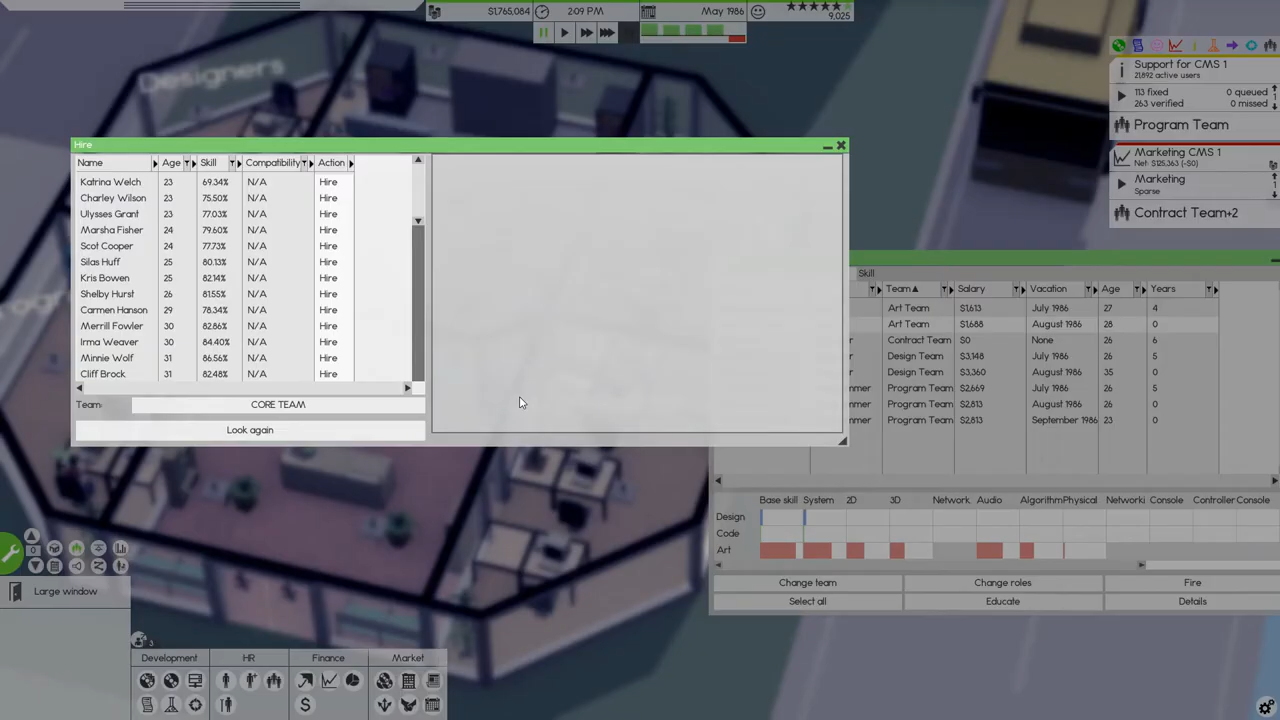 $1,765,084
2:09 PM
May 1986
9,025
Designers
Support for CMS 1
21,892 active users
113 fixed 0 queued
263 verified 0 missed
1
Program Team
Marketing CMS 1
Net: $125,363 (-$0)
Marketing
Sparse
1
Contract Team+2
Hire
Name Age Skill Compatibility Action
Katrina Welch 23 69.34% N/A Hire
Charley Wilson 23 75.50% N/A Hire
Ulysses Grant 23 77.03% N/A Hire
Marsha Fisher 24 79.60% N/A Hire
Scot Cooper 24 77.73% N/A Hire
Silas Huff 25 80.13% N/A Hire
Kris Bowen 25 82.14% N/A Hire
Shelby Hurst 26 81.55% N/A Hire
Carmen Hanson 29 78.34% N/A Hire
Merrill Fowler 30 82.86% N/A Hire
Irma Weaver 30 84.40% N/A Hire
Minnie Wolf 31 86.56% N/A Hire
Cliff Brock 31 82.48% N/A Hire
Team: CORE TEAM
Look again
Skill
Team Salary Vacation Age Years
Art Team $1,613 July 1986 27 4
Art Team $1,688 August 1986 28 0
Contract Team $0 None 26 6
Design Team $3,148 July 1986 26 5
Design Team $3,360 August 1986 35 0
mmer Program Team $2,669 July 1986 26 5
mmer Program Team $2,813 August 1986 26 0
mmer Program Team $2,813 September 1986 23 0
Base skill System 2D 3D Network Audio Algorithm Physical Networki Console Controller Console
Design
Code
Art
Change team Change roles Fire
Select all Educate Details
0
Large window
3
Development HR Finance Market